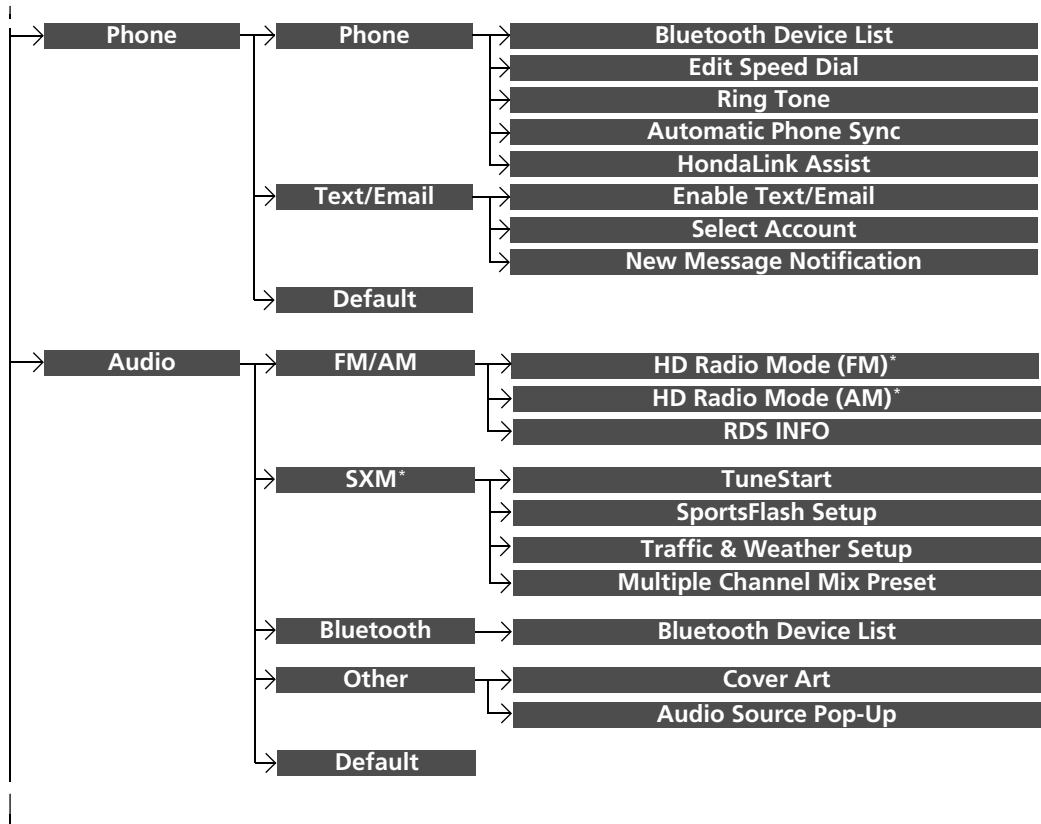 Phone
Phone
Bluetooth Device List
Edit Speed Dial
Ring Tone
Automatic Phone Sync
HondaLink Assist
Text/Email
Enable Text/Email
Select Account
New Message Notification
Default
Audio
FM/AM
HD Radio Mode (FM)*
HD Radio Mode (AM)*
RDS INFO
SXM*
TuneStart
SportsFlash Setup
Traffic & Weather Setup
Multiple Channel Mix Preset
Bluetooth
Bluetooth Device List
Other
Cover Art
Audio Source Pop-Up
Default